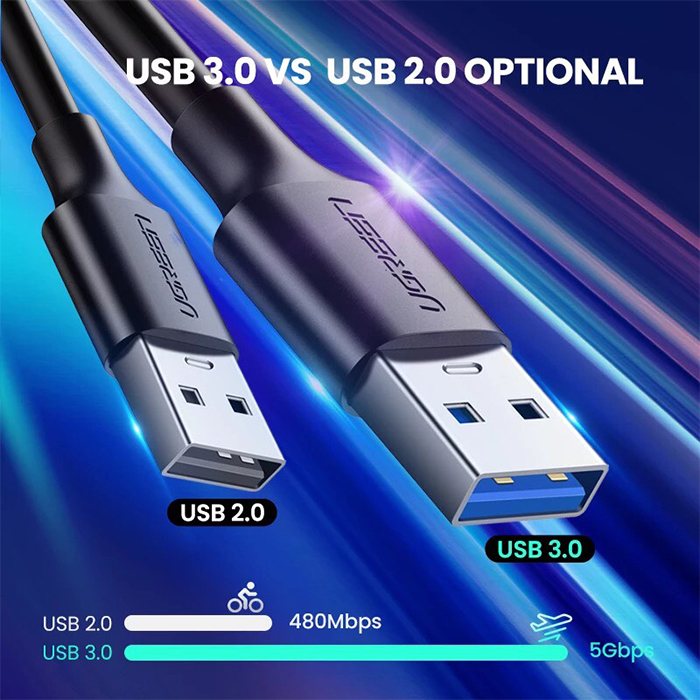 USB 3.0 VS USB 2.0 OPTIONAL
UGREEN
UGREEN
USB 2.0
USB 3.0
USB 2.0 480Mbps
USB 3.0 5Gbps